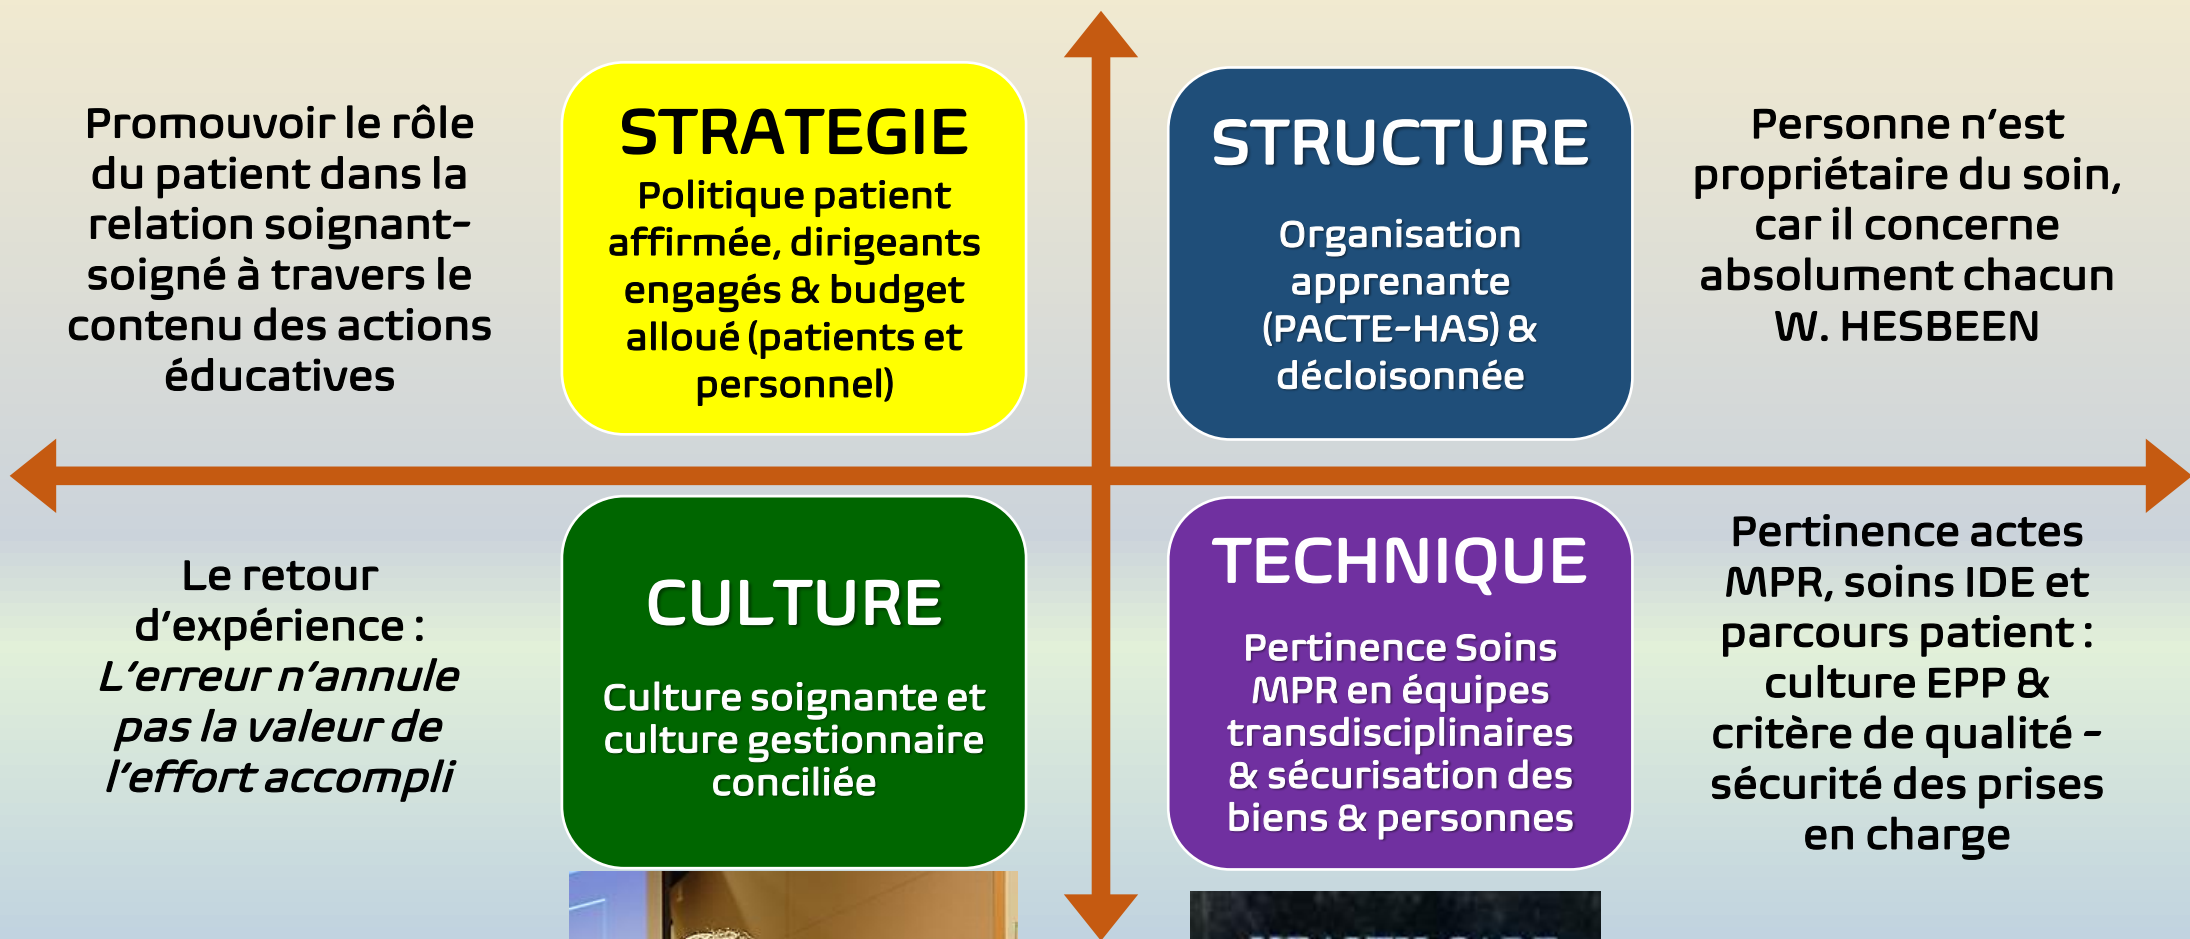 Promouvoir le rôle
du patient dans la
relation soignant-
soigné à travers le
contenu des actions
éducatives
STRATEGIE
Politique patient
affirmée, dirigeants
engagés & budget
alloué (patients et
personnel)
STRUCTURE
Organisation
apprenante
(PACTE-HAS) &
décloisonnée
Personne n'est
propriétaire du soin,
car il concerne
absolument chacun
W. HESBEEN
Le retour
d'expérience :
L'erreur n'annule
pas la valeur de
l'effort accompli
CULTURE
Culture soignante et
culture gestionnaire
conciliée
TECHNIQUE
Pertinence Soins
MPR en équipes
transdisciplinaires
& sécurisation des
biens & personnes
Pertinence actes
MPR, soins IDE et
parcours patient :
culture EPP &
critère de qualité -
sécurité des prises
en charge